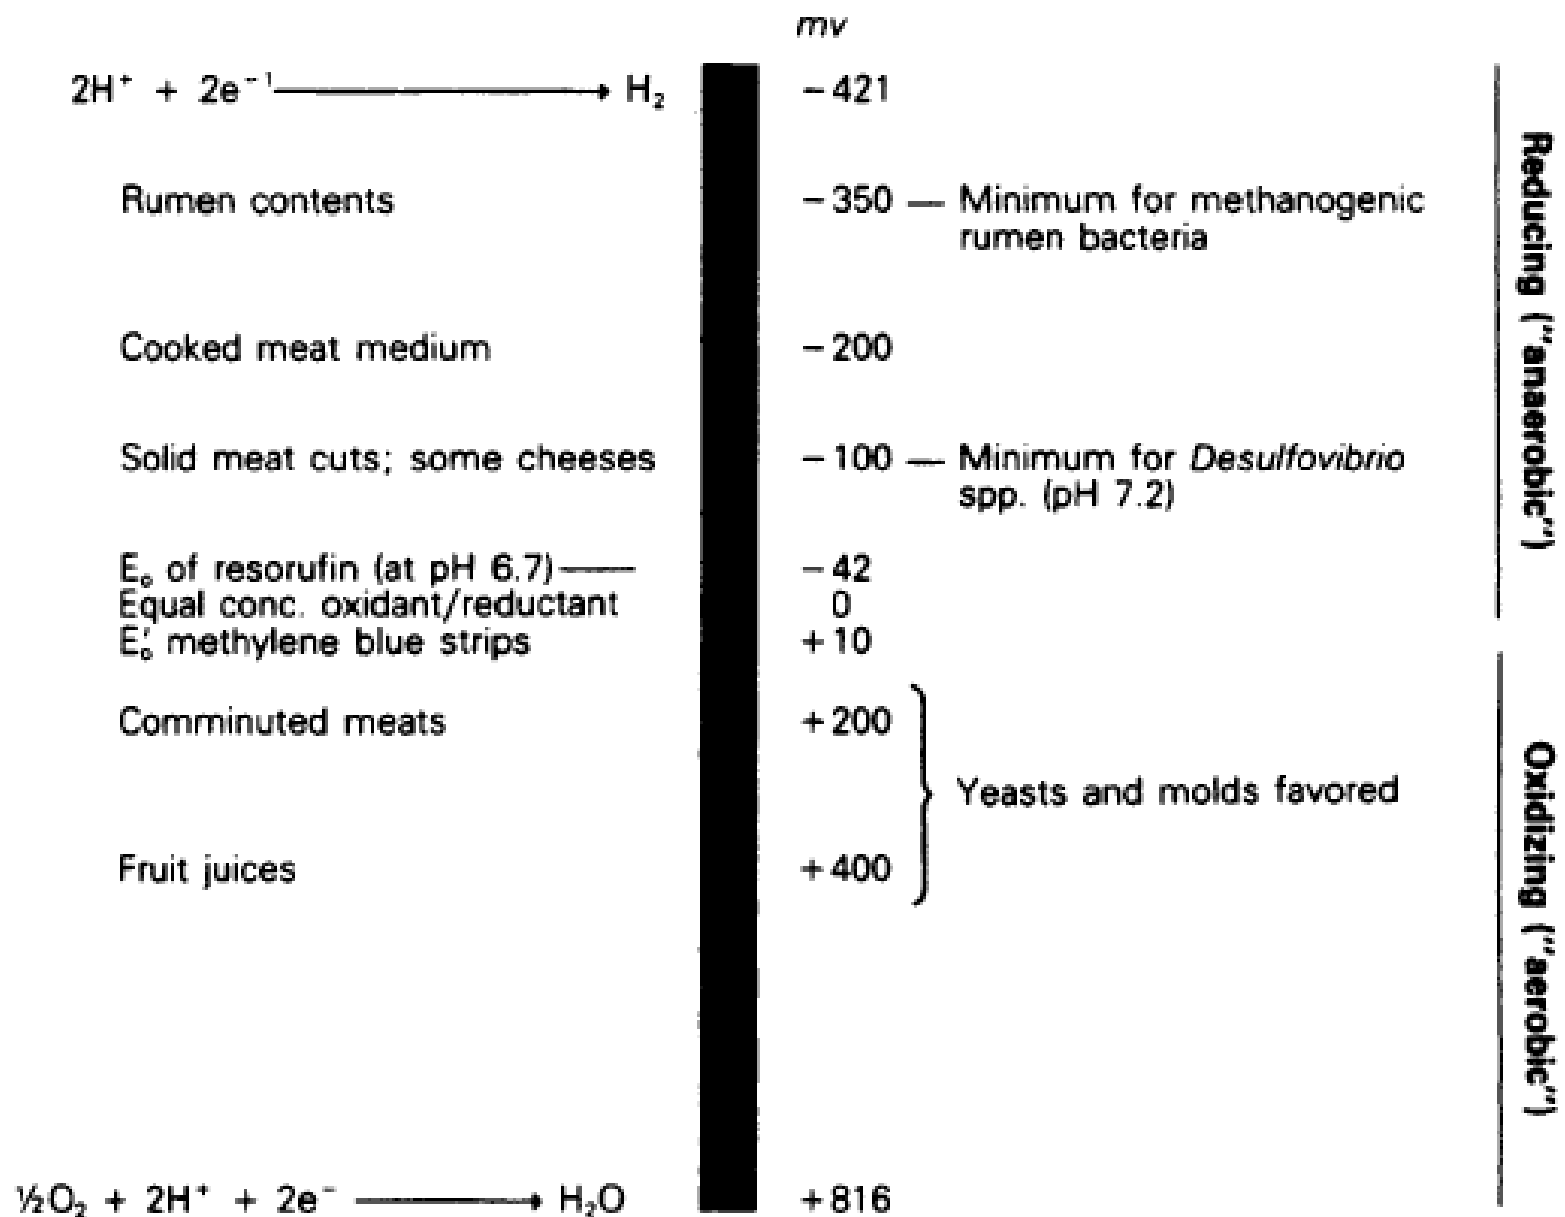 mv
2H⁺ + 2e⁻¹ ⟶ H₂ −421
Rumen contents −350 — Minimum for methanogenic
rumen bacteria
Cooked meat medium −200
Solid meat cuts; some cheeses −100 — Minimum for Desulfovibrio
spp. (pH 7.2)
Eₒ of resorufin (at pH 6.7)— −42
Equal conc. oxidant/reductant 0
Eₒ′ methylene blue strips +10
Comminuted meats +200
Yeasts and molds favored
Fruit juices +400
½O₂ + 2H⁺ + 2e⁻ ⟶ H₂O +816
Reducing (''anaerobic'')
Oxidizing (''aerobic'')